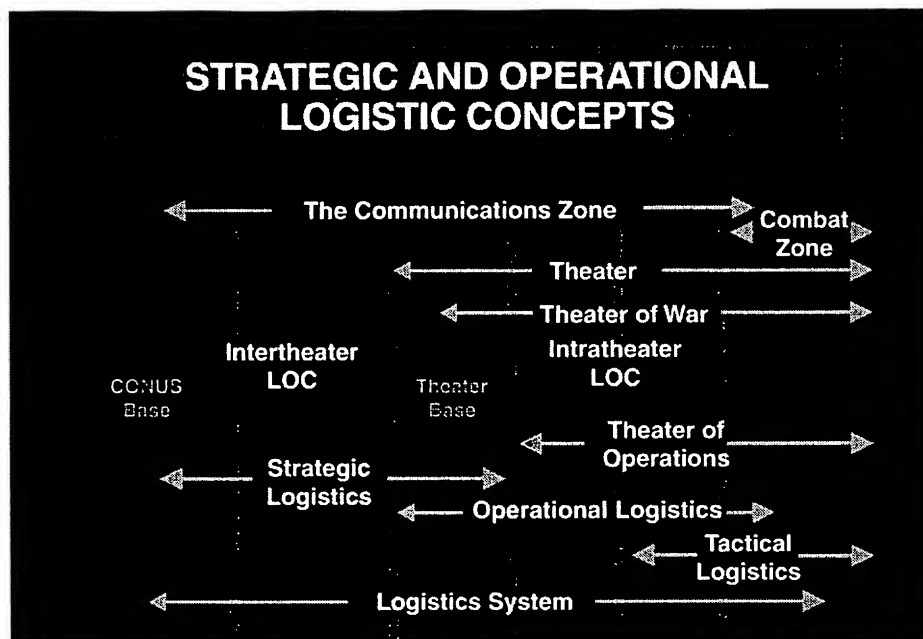 STRATEGIC AND OPERATIONAL
LOGISTIC CONCEPTS
The Communications Zone
Combat
Zone
Theater
Theater of War
Intertheater
LOC
Intratheater
LOC
CONUS
Base
Theater
Base
Theater of
Operations
Strategic
Logistics
Operational Logistics
Tactical
Logistics
Logistics System